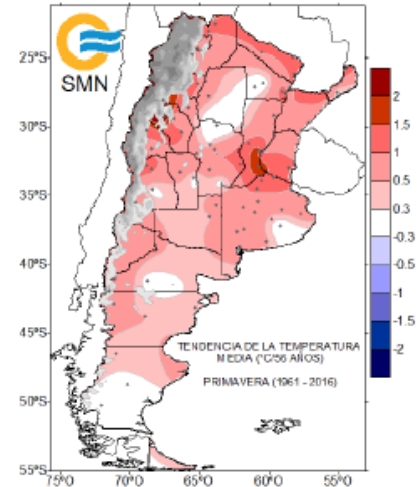 SMN
25°S
30°S
35°S
40°S
45°S
50°S
55°S
75°O 70°O 65°O 60°O 55°O
2
1.5
1
0.5
0.3
-0.3
-0.5
-1
-1.5
-2
TENDENCIA DE LA TEMPERATURA
MEDIA (°C/56 AÑOS)
PRIMAVERA (1961 - 2016)